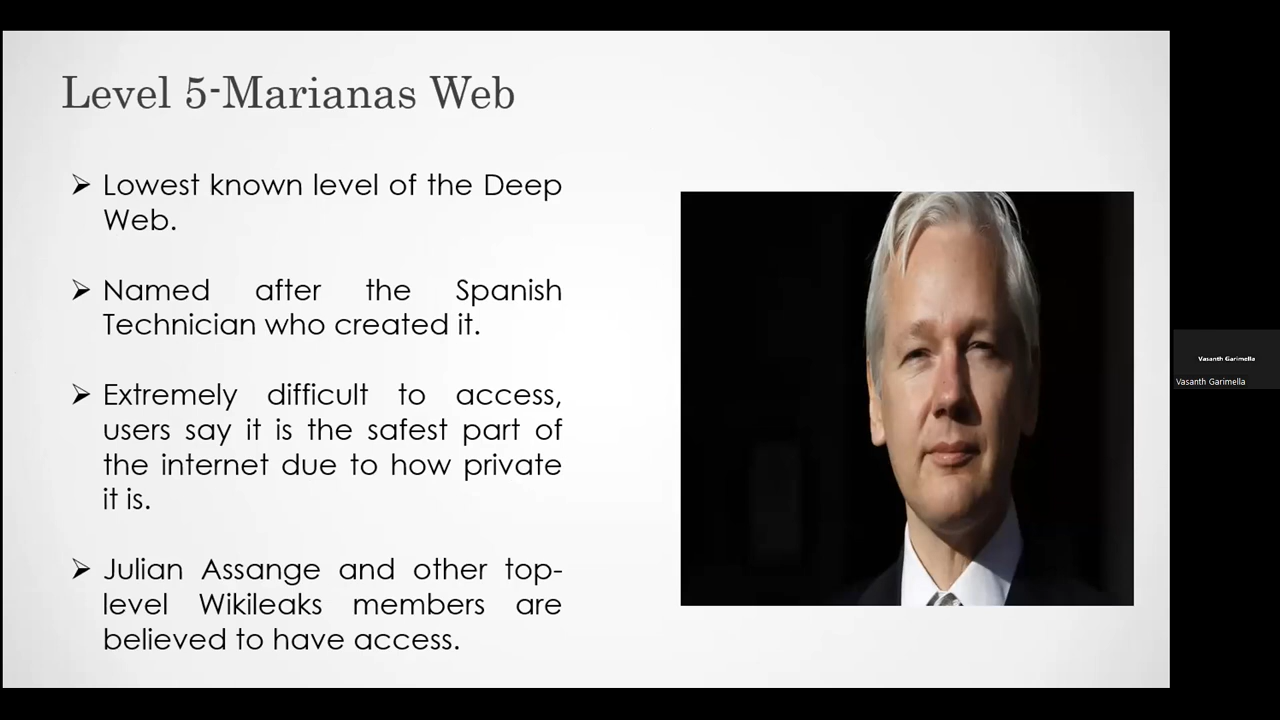 Level 5-Marianas Web
➢ Lowest known level of the Deep
Web.
➢ Named after the Spanish
Technician who created it.
➢ Extremely difficult to access,
users say it is the safest part of
the internet due to how private
it is.
➢ Julian Assange and other top-
level Wikileaks members are
believed to have access.
Vasanth Garimella
Vasanth Garimella